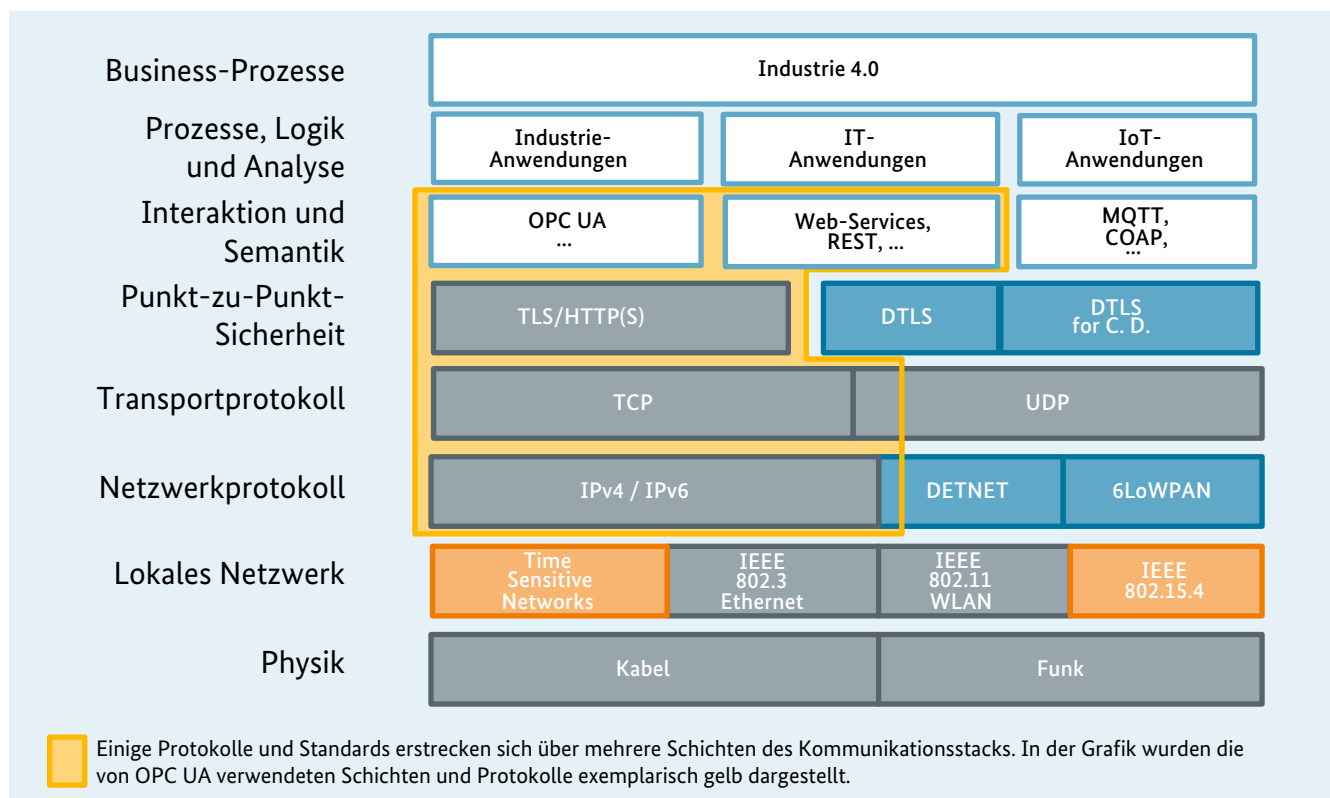 Business-Prozesse
Industrie 4.0
Prozesse, Logik
und Analyse
Industrie-
Anwendungen
IT-
Anwendungen
IoT-
Anwendungen
Interaktion und
Semantik
OPC UA
...
Web-Services,
REST, ...
MQTT,
COAP,
...
Punkt-zu-Punkt-
Sicherheit
TLS/HTTP(S)
DTLS
DTLS
for C. D.
Transportprotokoll
TCP
UDP
Netzwerkprotokoll
IPv4 / IPv6
DETNET
6LoWPAN
Lokales Netzwerk
Time
Sensitive
Networks
IEEE
802.3
Ethernet
IEEE
802.11
WLAN
IEEE
802.15.4
Physik
Kabel
Funk
Einige Protokolle und Standards erstrecken sich über mehrere Schichten des Kommunikationsstacks. In der Grafik wurden die
von OPC UA verwendeten Schichten und Protokolle exemplarisch gelb dargestellt.